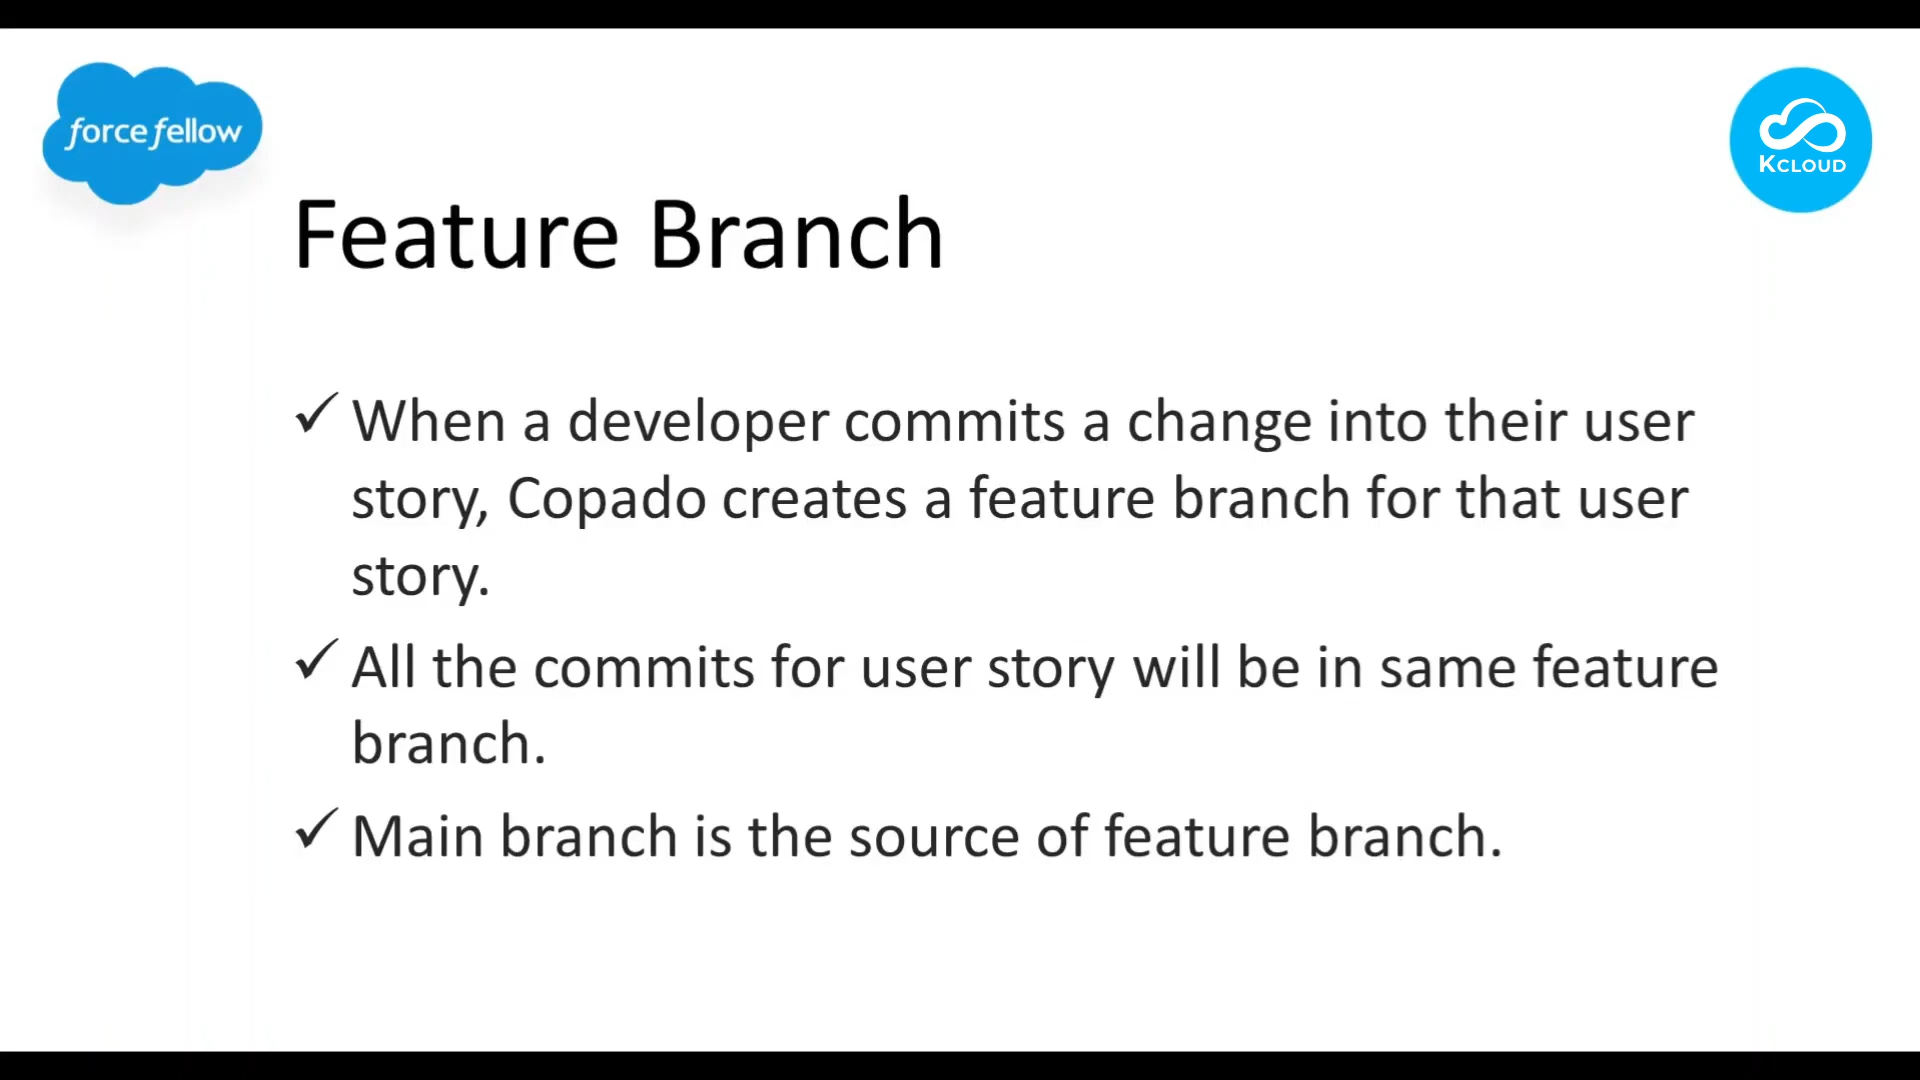 force fellow
KCLOUD
Feature Branch
✓ When a developer commits a change into their user
story, Copado creates a feature branch for that user
story.
✓ All the commits for user story will be in same feature
branch.
✓ Main branch is the source of feature branch.